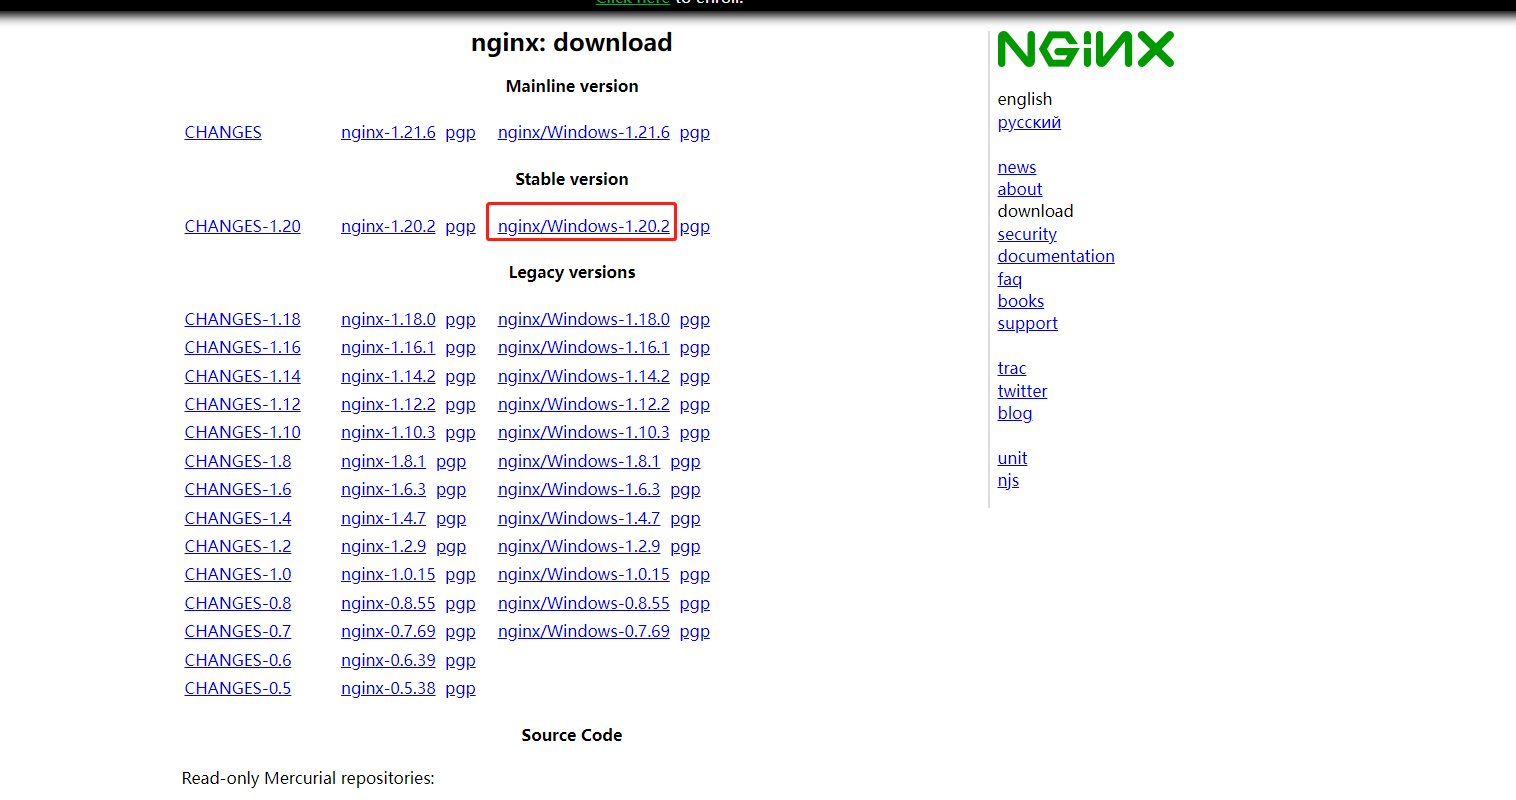 Click here to enroll.
nginx: download
Mainline version
CHANGES nginx-1.21.6 pgp nginx/Windows-1.21.6 pgp
Stable version
CHANGES-1.20 nginx-1.20.2 pgp nginx/Windows-1.20.2 pgp
Legacy versions
CHANGES-1.18 nginx-1.18.0 pgp nginx/Windows-1.18.0 pgp
CHANGES-1.16 nginx-1.16.1 pgp nginx/Windows-1.16.1 pgp
CHANGES-1.14 nginx-1.14.2 pgp nginx/Windows-1.14.2 pgp
CHANGES-1.12 nginx-1.12.2 pgp nginx/Windows-1.12.2 pgp
CHANGES-1.10 nginx-1.10.3 pgp nginx/Windows-1.10.3 pgp
CHANGES-1.8 nginx-1.8.1 pgp nginx/Windows-1.8.1 pgp
CHANGES-1.6 nginx-1.6.3 pgp nginx/Windows-1.6.3 pgp
CHANGES-1.4 nginx-1.4.7 pgp nginx/Windows-1.4.7 pgp
CHANGES-1.2 nginx-1.2.9 pgp nginx/Windows-1.2.9 pgp
CHANGES-1.0 nginx-1.0.15 pgp nginx/Windows-1.0.15 pgp
CHANGES-0.8 nginx-0.8.55 pgp nginx/Windows-0.8.55 pgp
CHANGES-0.7 nginx-0.7.69 pgp nginx/Windows-0.7.69 pgp
CHANGES-0.6 nginx-0.6.39 pgp
CHANGES-0.5 nginx-0.5.38 pgp
Source Code
Read-only Mercurial repositories:
NGINX
english
русский
news
about
download
security
documentation
faq
books
support
trac
twitter
blog
unit
njs